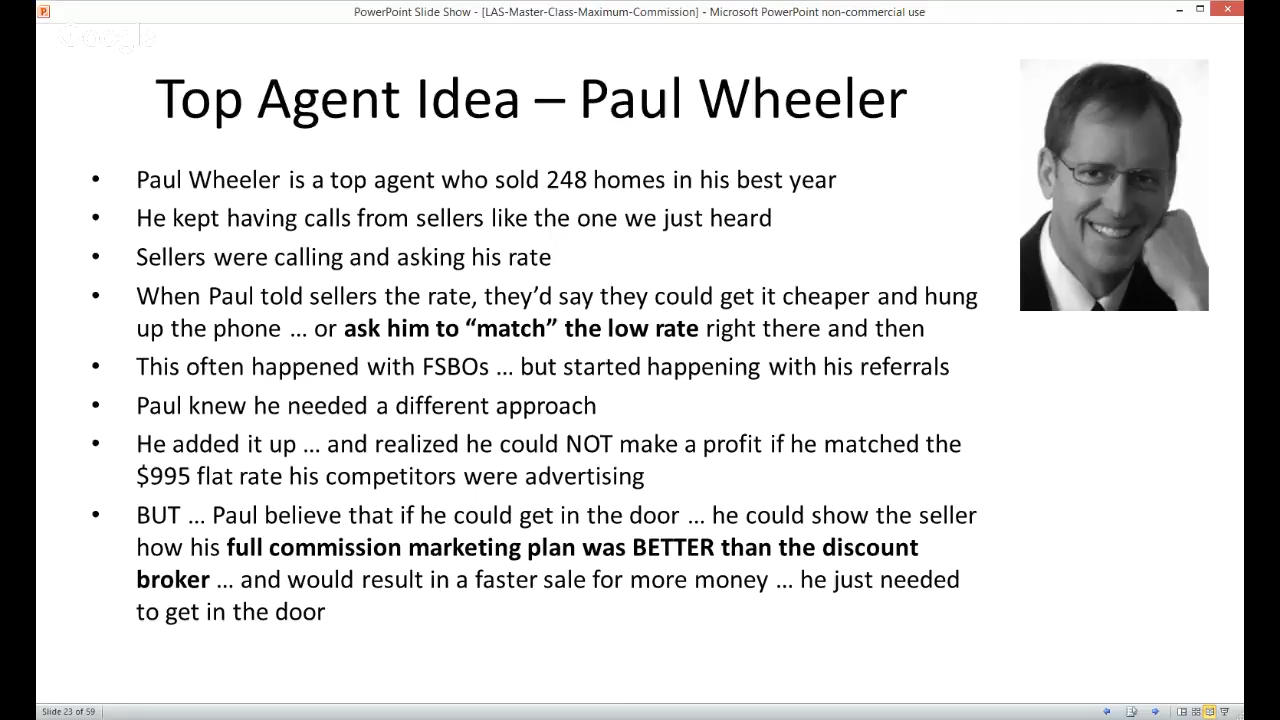 PowerPoint Slide Show - [LAS-Master-Class-Maximum-Commission] - Microsoft PowerPoint non-commercial use
Google
Top Agent Idea – Paul Wheeler
• Paul Wheeler is a top agent who sold 248 homes in his best year
• He kept having calls from sellers like the one we just heard
• Sellers were calling and asking his rate
• When Paul told sellers the rate, they’d say they could get it cheaper and hung
up the phone … or ask him to “match” the low rate right there and then
• This often happened with FSBOs … but started happening with his referrals
• Paul knew he needed a different approach
• He added it up … and realized he could NOT make a profit if he matched the
$995 flat rate his competitors were advertising
• BUT … Paul believe that if he could get in the door … he could show the seller
how his full commission marketing plan was BETTER than the discount
broker … and would result in a faster sale for more money … he just needed
to get in the door
Slide 23 of 59